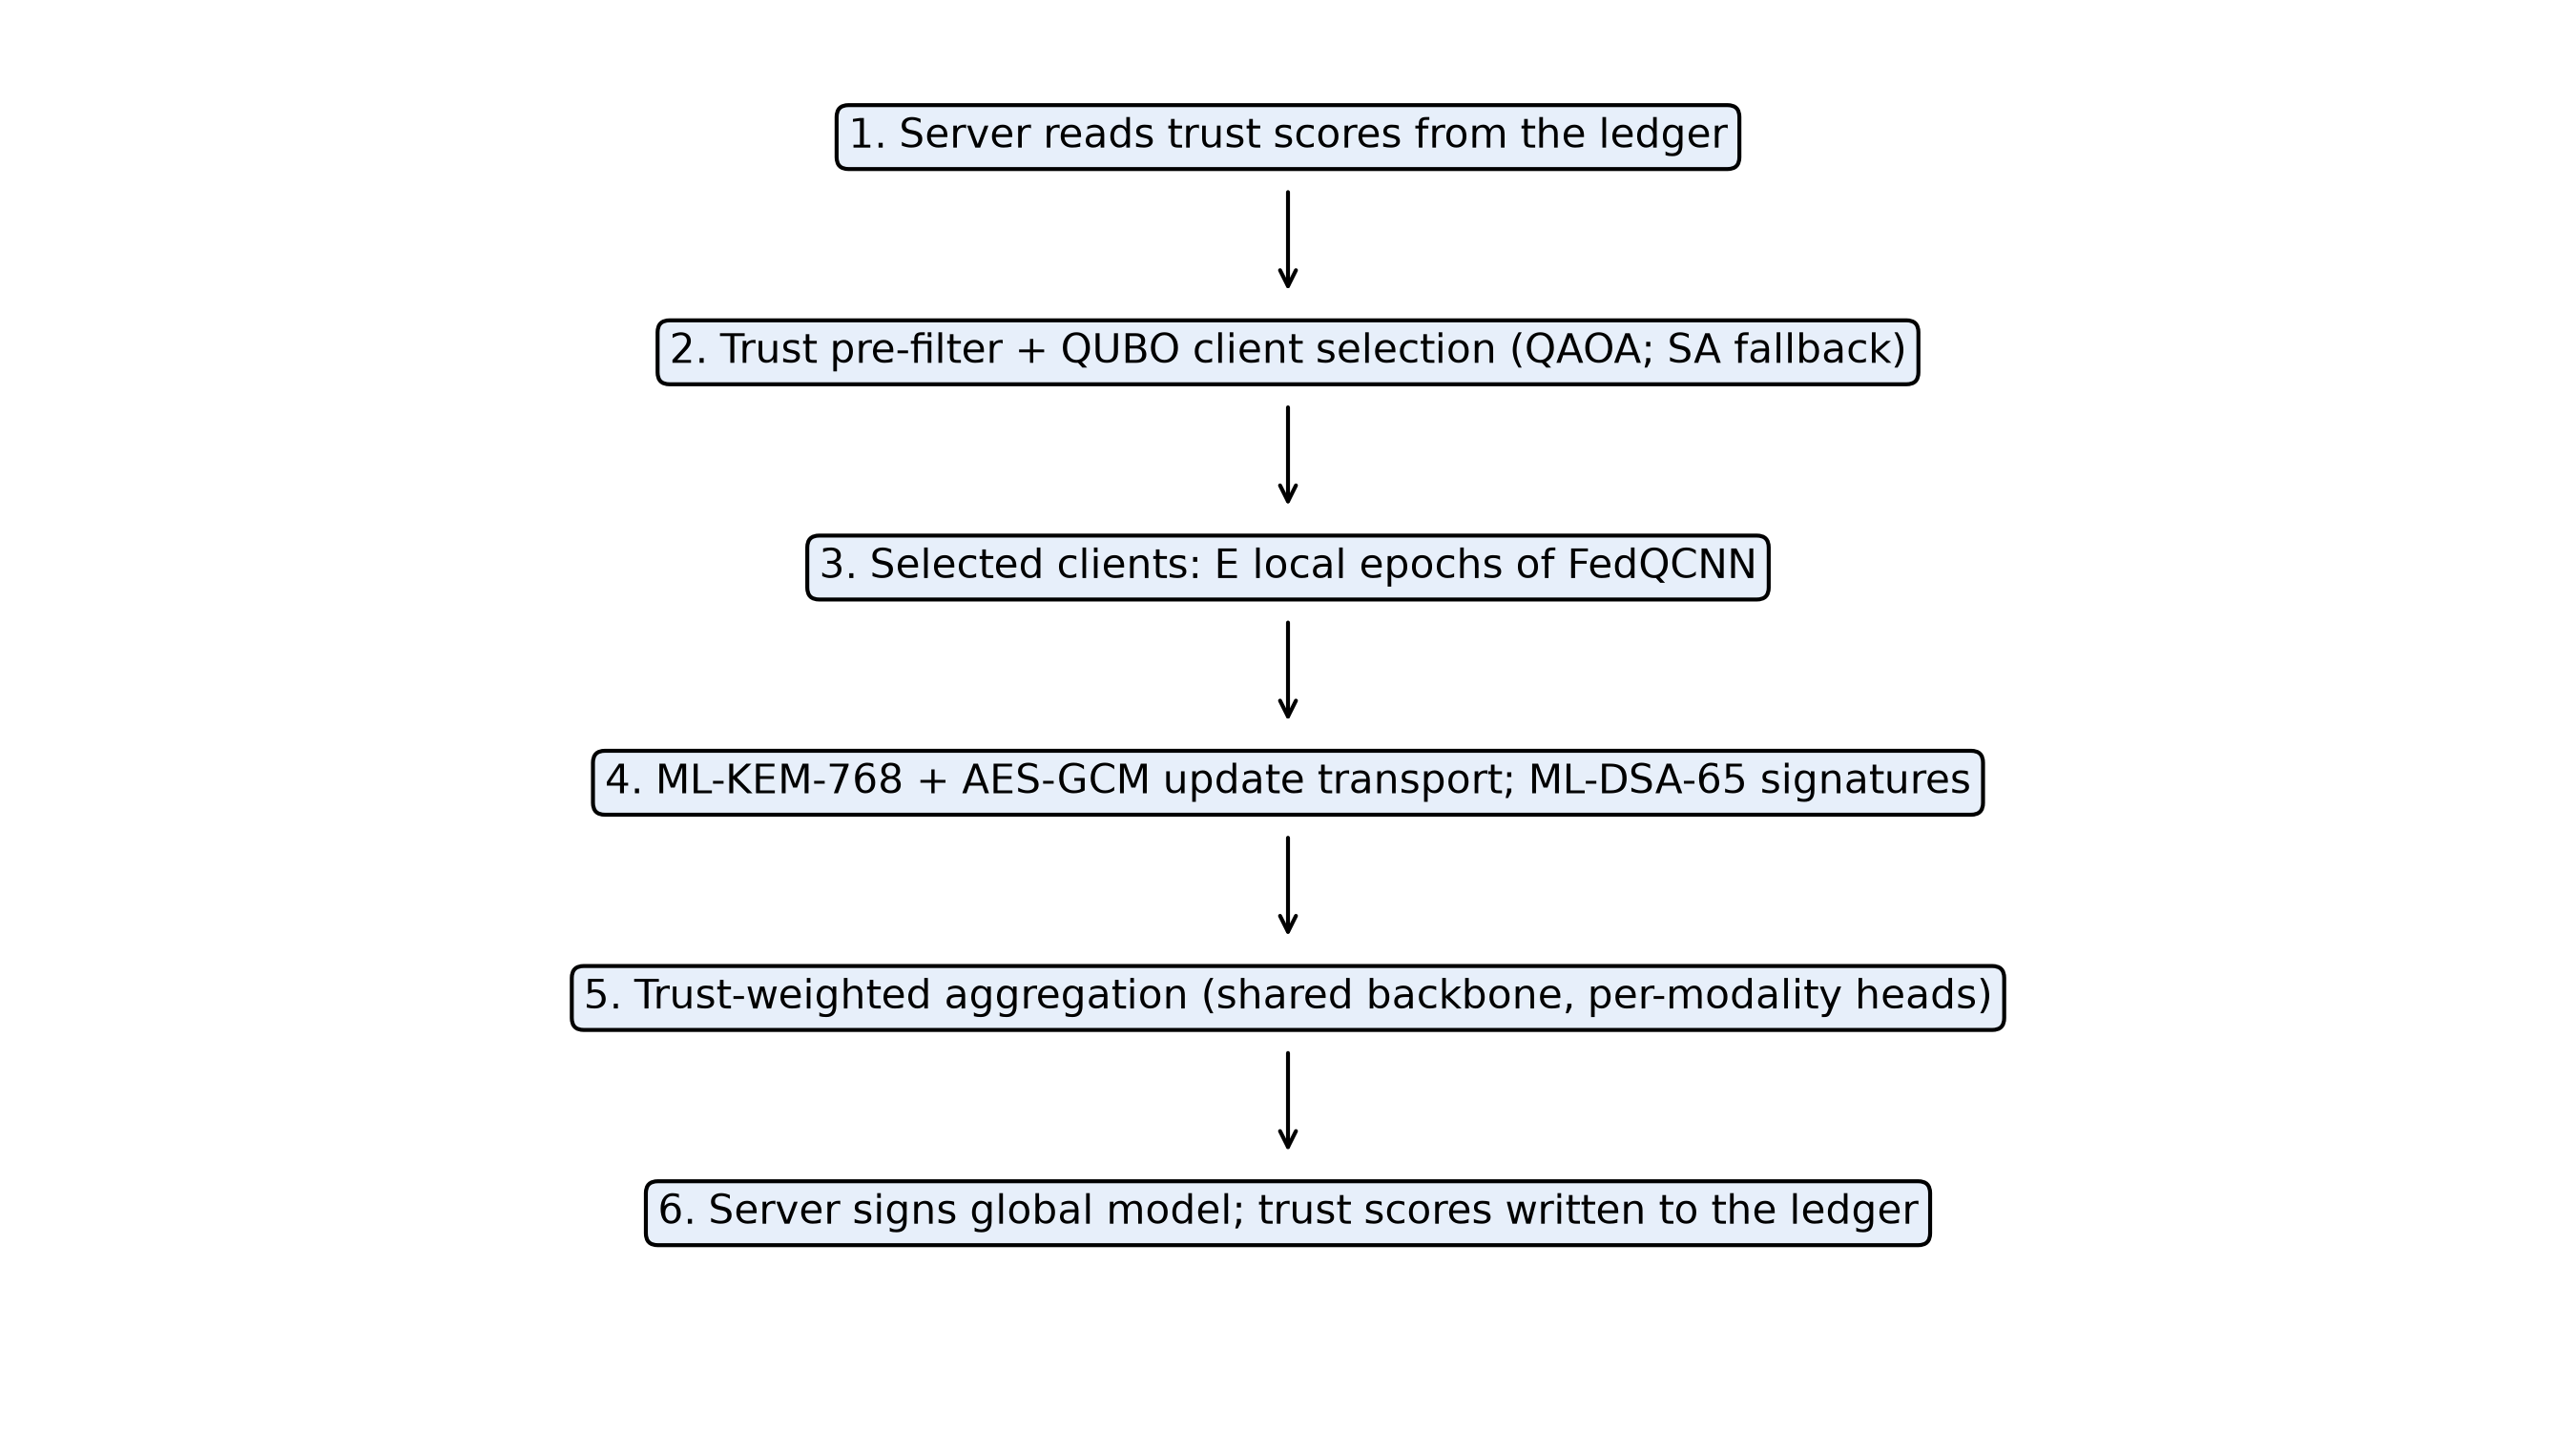 1. Server reads trust scores from the ledger
2. Trust pre-filter + QUBO client selection (QAOA; SA fallback)
3. Selected clients: E local epochs of FedQCNN
4. ML-KEM-768 + AES-GCM update transport; ML-DSA-65 signatures
5. Trust-weighted aggregation (shared backbone, per-modality heads)
6. Server signs global model; trust scores written to the ledger